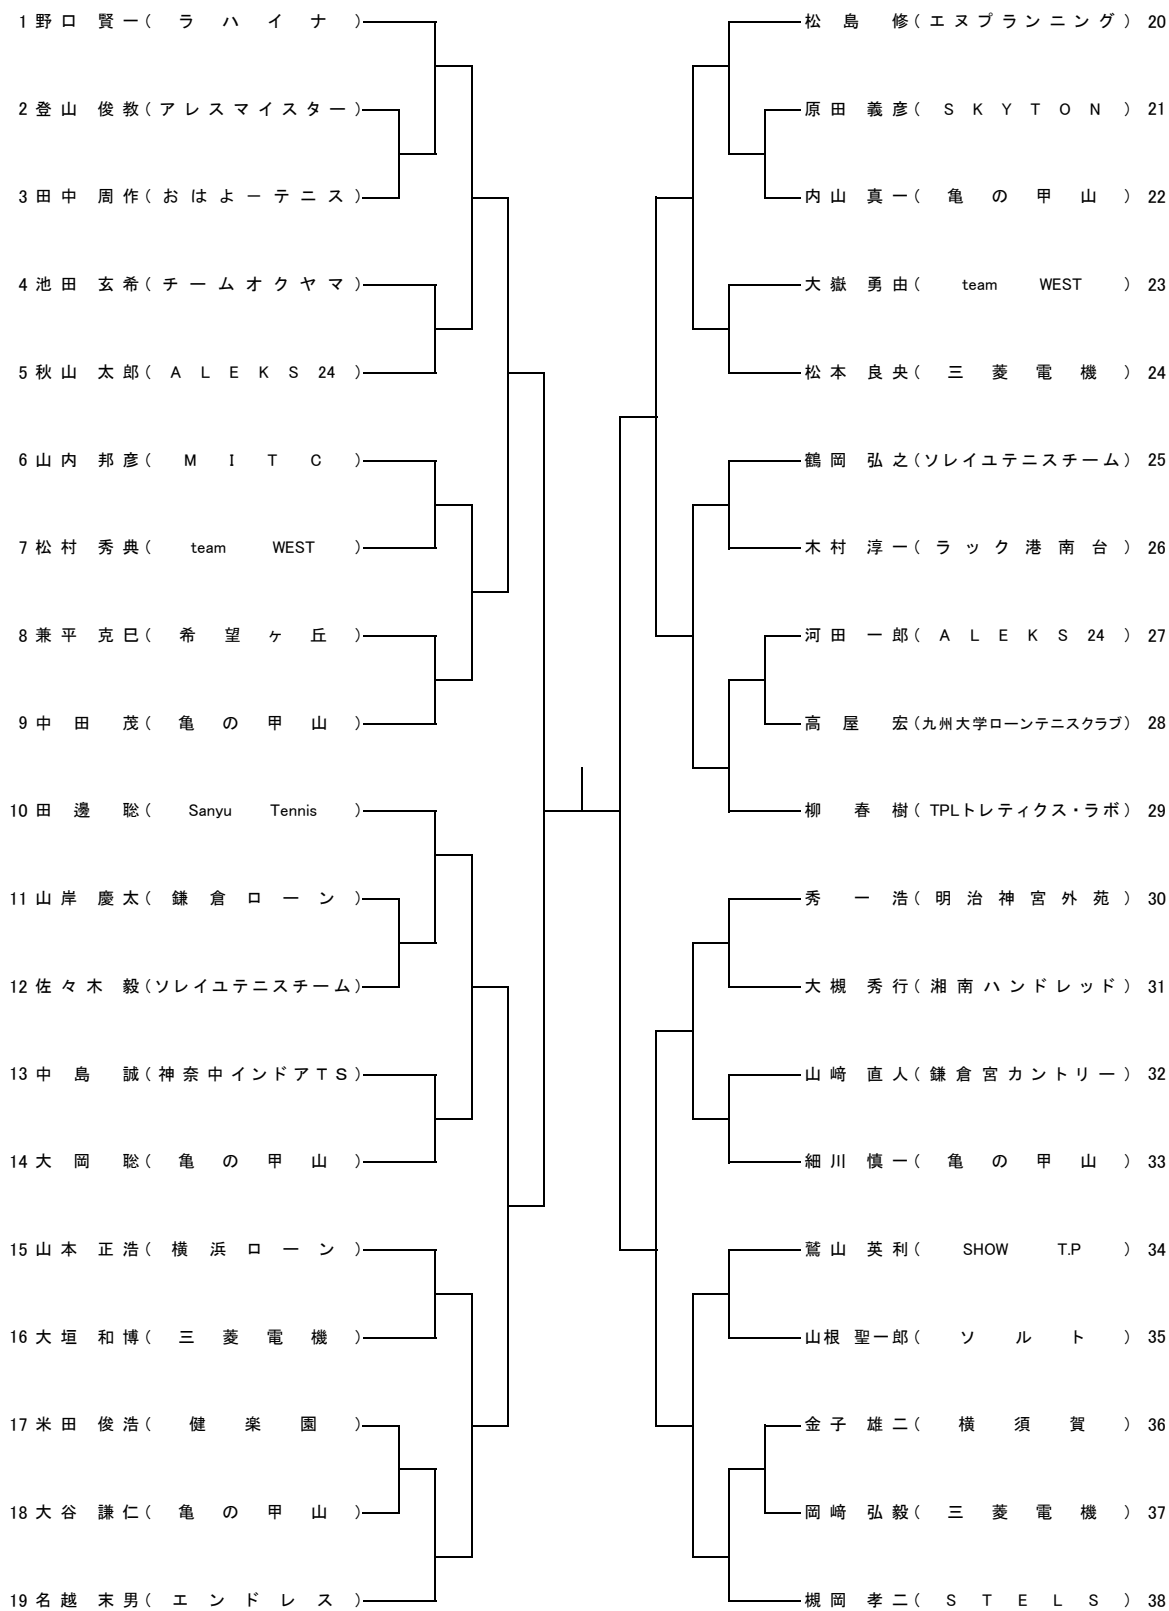 1 野口 賢一 ( ラハイナ )
2 登山 俊教 ( アレスマイスター )
3 田中 周作 ( おはよーテニス )
4 池田 玄希 ( チームオクヤマ )
5 秋山 太郎 ( ALEKS24 )
6 山内 邦彦 ( MITC )
7 松村 秀典 ( team WEST )
8 兼平 克巳 ( 希望ヶ丘 )
9 中田 茂 ( 亀の甲山 )
10 田邊 聡 ( Sanyu Tennis )
11 山岸 慶太 ( 鎌倉ローン )
12 佐々木 毅 (ソレイユテニスチーム)
13 中島 誠 ( 神奈中インドアTS )
14 大岡 聡 ( 亀の甲山 )
15 山本 正浩 ( 横浜ローン )
16 大垣 和博 ( 三菱電機 )
17 米田 俊浩 ( 健楽園 )
18 大谷 謙仁 ( 亀の甲山 )
19 名越 末男 ( エンドレス )
松島 修 ( エヌプランニング ) 20
原田 義彦 ( SKYTON ) 21
内山 真一 ( 亀の甲山 ) 22
大嶽 勇由 ( team WEST ) 23
松本 良央 ( 三菱電機 ) 24
鶴岡 弘之 (ソレイユテニスチーム) 25
木村 淳一 ( ラック港南台 ) 26
河田 一郎 ( ALEKS24 ) 27
高屋 宏 (九州大学ローンテニスクラブ) 28
柳 春樹 ( TPLトレティクス・ラボ ) 29
秀 一浩 ( 明治神宮外苑 ) 30
大槻 秀行 ( 湘南ハンドレッド ) 31
山﨑 直人 ( 鎌倉宮カントリー ) 32
細川 慎一 ( 亀の甲山 ) 33
鷲山 英利 ( SHOW T.P ) 34
山根 聖一郎 ( ソルト ) 35
金子 雄二 ( 横須賀 ) 36
岡﨑 弘毅 ( 三菱電機 ) 37
槻岡 孝二 ( STELS ) 38